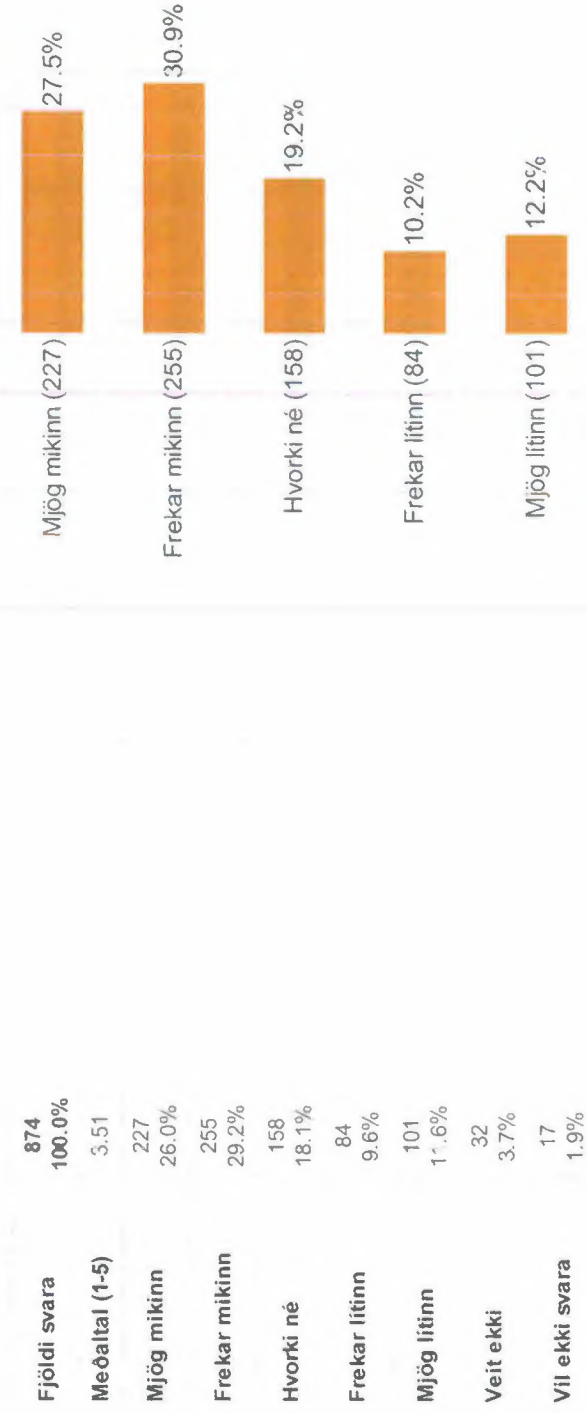 Fjöldi svara
874
100.0%
Meðaltal (1-5)
3.51
Mjög mikinn
227
26.0%
Frekar mikinn
255
29.2%
Hvorki né
158
18.1%
Frekar lítinn
84
9.6%
Mjög lítinn
101
11.6%
Veit ekki
32
3.7%
Vil ekki svara
17
1.9%
Mjög mikinn (227)
27.5%
Frekar mikinn (255)
30.9%
Hvorki né (158)
19.2%
Frekar lítinn (84)
10.2%
Mjög lítinn (101)
12.2%